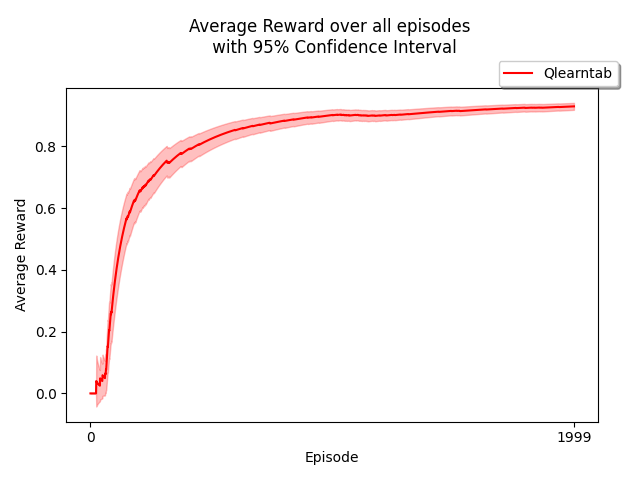 Average Reward over all episodes
with 95% Confidence Interval
Qlearntab
0.8
0.6
0.4
0.2
0.0
Average Reward
0
1999
Episode